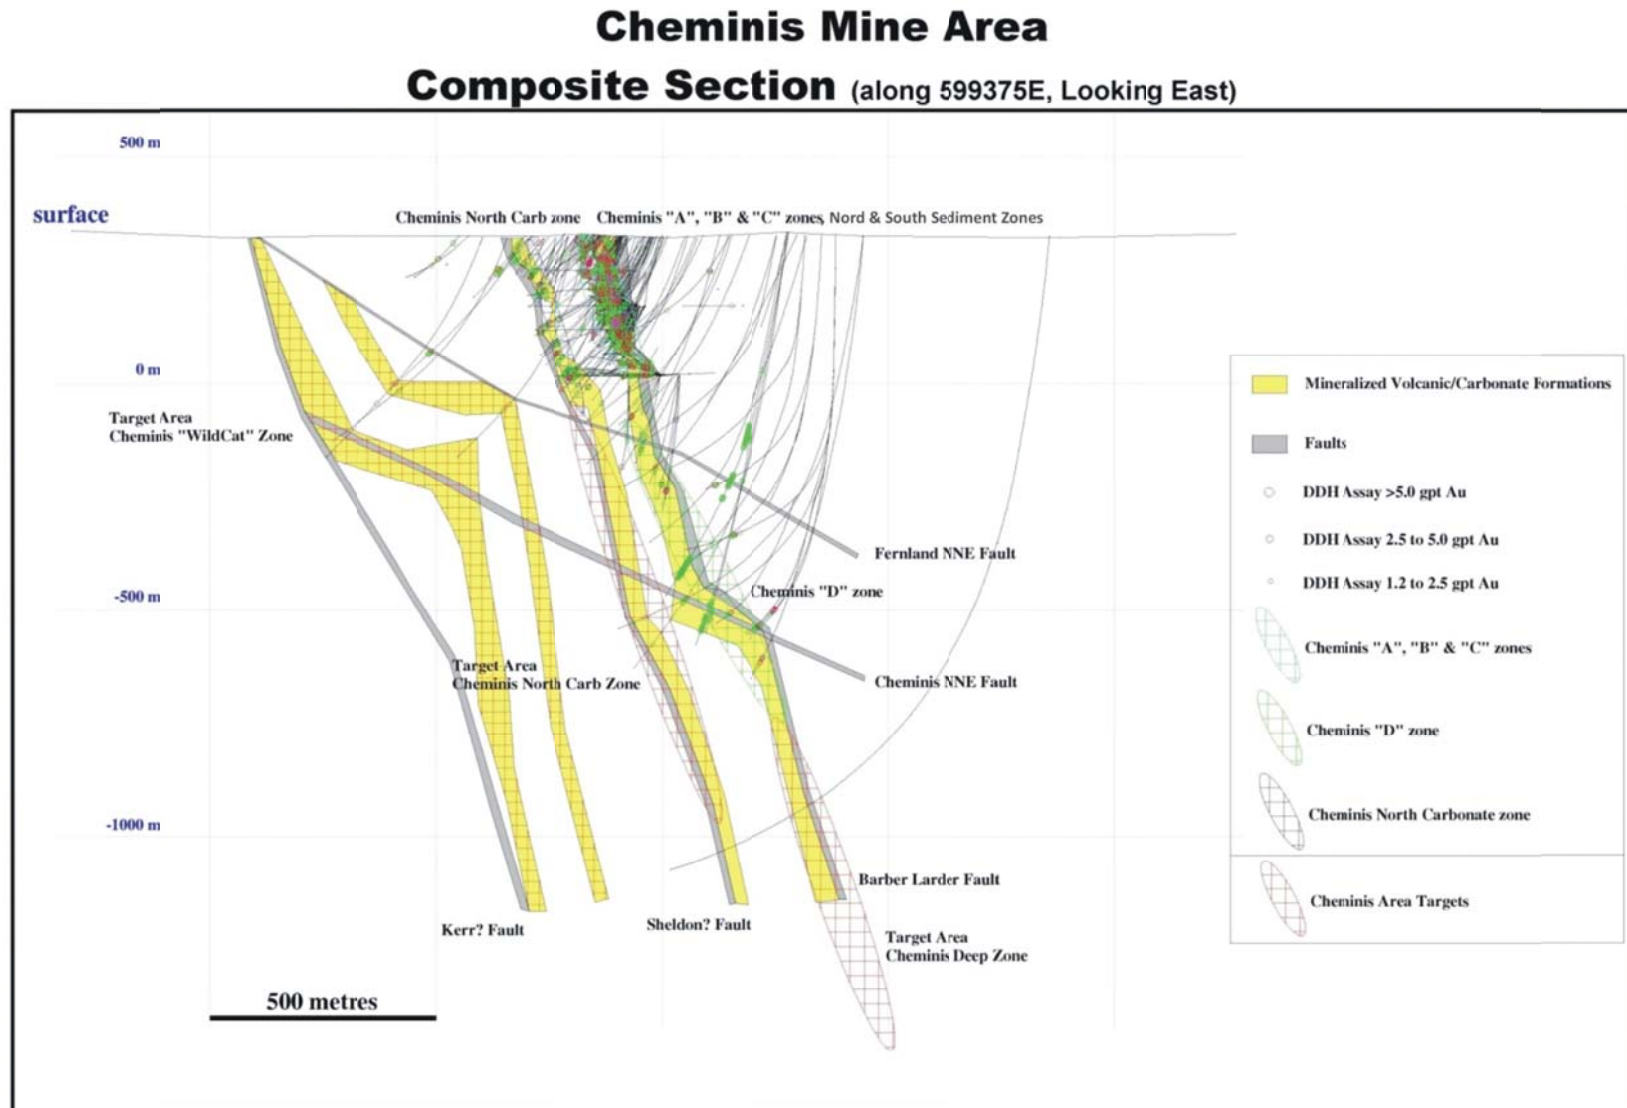 Cheminis Mine Area
Composite Section (along 599375E, Looking East)
500 m
surface
Cheminis North Carb zone
Cheminis "A", "B" & "C" zones, Nord & South Sediment Zones
0 m
Target Area
Cheminis "WildCat" Zone
Fernland NNE Fault
-500 m
Cheminis "D" zone
Target Area
Cheminis North Carb Zone
Cheminis NNE Fault
-1000 m
Barber Larder Fault
Kerr? Fault
Sheldon? Fault
Target Area
Cheminis Deep Zone
500 metres
Mineralized Volcanic/Carbonate Formations
Faults
DDH Assay >5.0 gpt Au
DDH Assay 2.5 to 5.0 gpt Au
DDH Assay 1.2 to 2.5 gpt Au
Cheminis "A", "B" & "C" zones
Cheminis "D" zone
Cheminis North Carbonate zone
Cheminis Area Targets